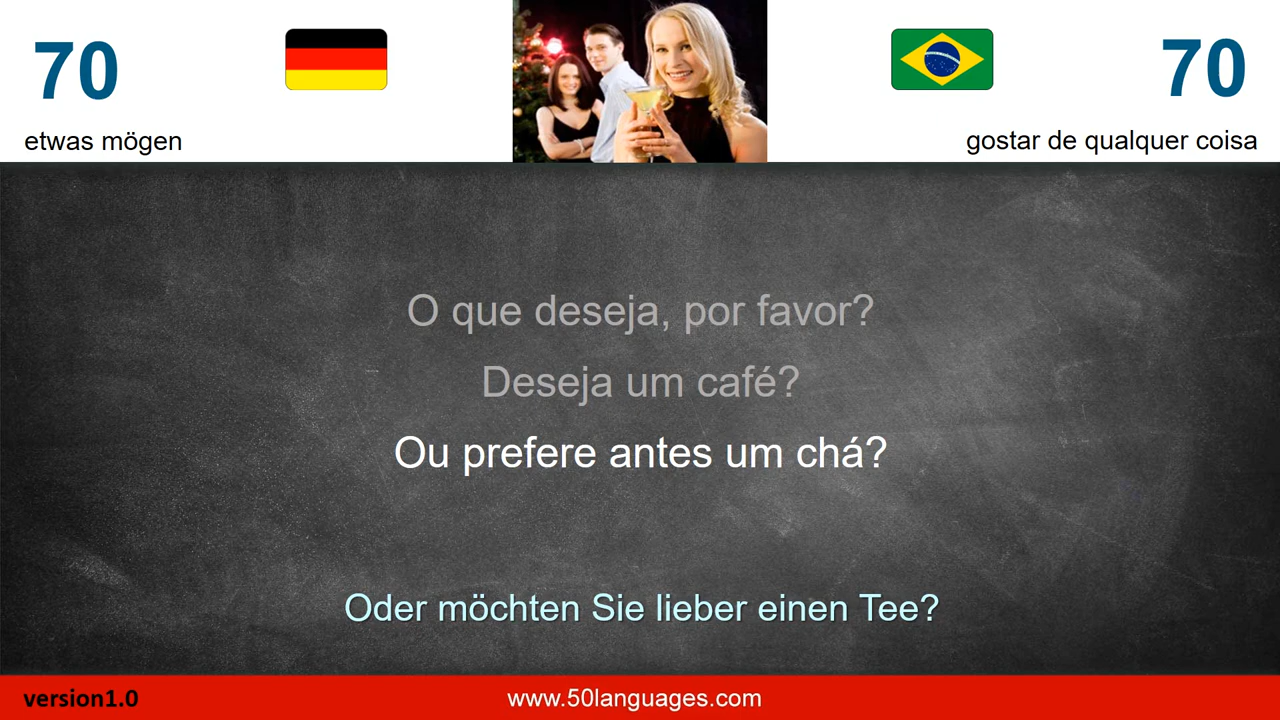 70
70
etwas mögen
gostar de qualquer coisa
O que deseja, por favor?
Deseja um café?
Ou prefere antes um chá?
Oder möchten Sie lieber einen Tee?
version1.0
www.50languages.com